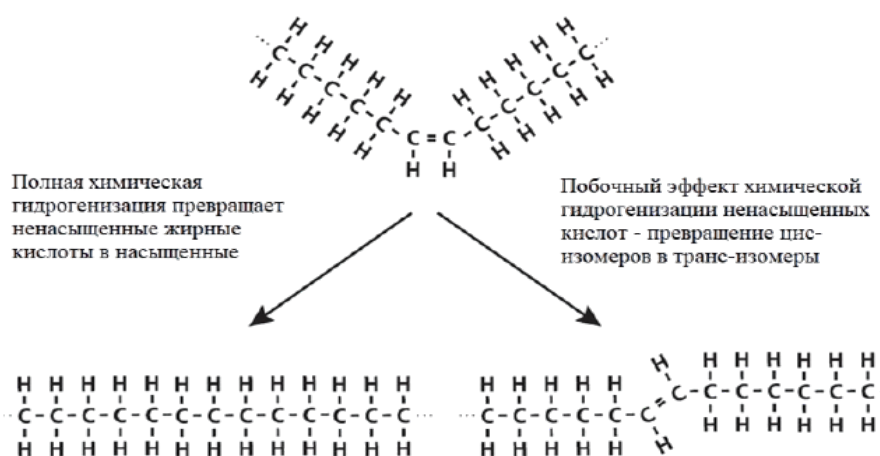 Полная химическая
гидрогенизация превращает
ненасыщенные жирные
кислоты в насыщенные
Побочный эффект химической
гидрогенизации ненасыщенных
кислот - превращение цис-
изомеров в транс-изомеры
H H H H H H H H H H H H H
C-C-C-C-C-C-C-C-C-C-C-C-C
H H H H H H H H H H H H H
H H H H H
C-C-C-C-C-C=C-C-C-C-C-C-C
H H H H H